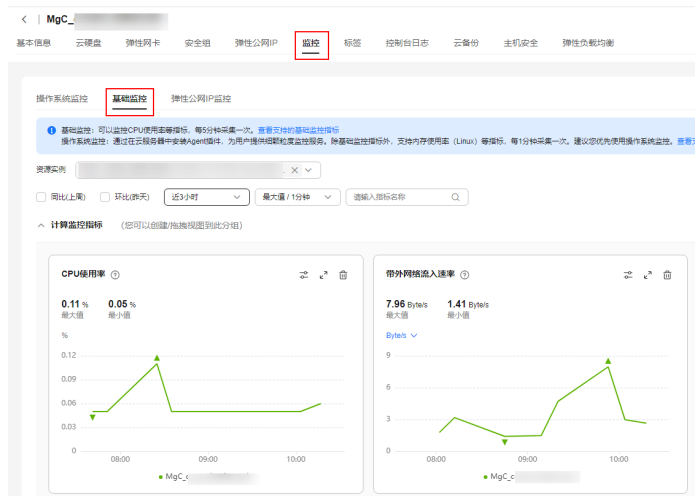 MgC_
基本信息 云硬盘 弹性网卡 安全组 弹性公网IP 监控 标签 控制台日志 云备份 主机安全 弹性负载均衡
操作系统监控 基础监控 弹性公网IP监控
基础监控：可以监控CPU使用率等指标，每5分钟采集一次。查看支持的基础监控指标
操作系统监控：通过在云服务器中安装Agent插件，为用户提供细颗粒度监控服务。除基础监控指标外，支持内存使用率（Linux）等指标，每1分钟采集一次。建议您优先使用操作系统监控。查看
资源实例
同比(上周) 环比(昨天) 近3小时 最大值 / 1分钟 请输入指标名称
计算监控指标 (您可以创建/拖拽视图到此分组)
CPU使用率
0.11 % 0.05 %
最大值 最小值
%
0.12
0.09
0.06
0.03
0
08:00 09:00 10:00
MgC_c
带外网络流入速率
7.96 Byte/s 1.41 Byte/s
最大值 最小值
Byte/s
9
6
3
0
08:00 09:00 10:00
MgC_c